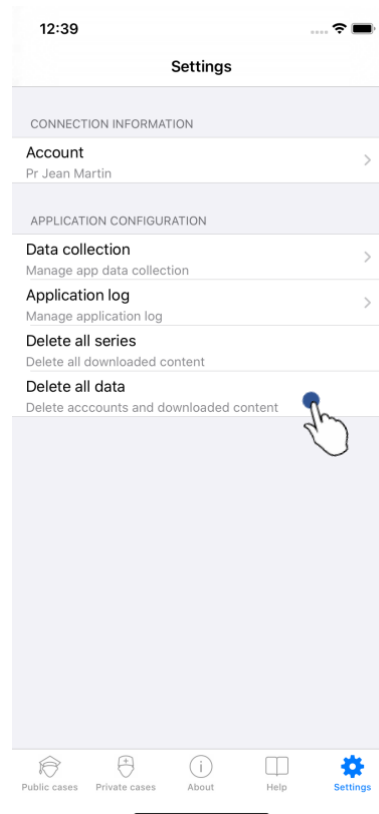 12:39
Settings
CONNECTION INFORMATION
Account
Pr Jean Martin
APPLICATION CONFIGURATION
Data collection
Manage app data collection
Application log
Manage application log
Delete all series
Delete all downloaded content
Delete all data
Delete acccounts and downloaded content
Public cases Private cases About Help Settings